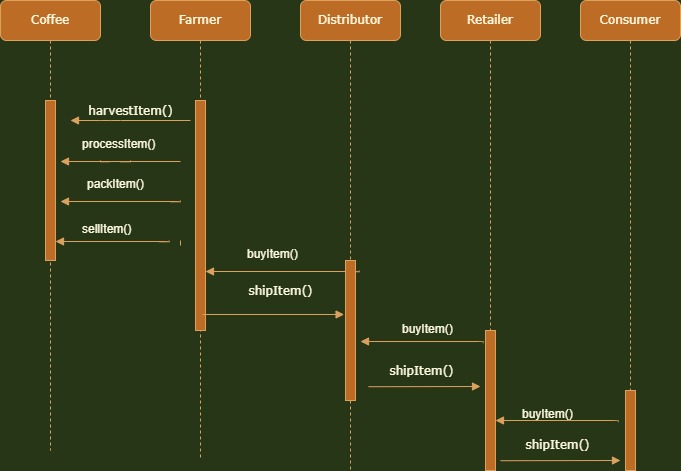 Coffee
Farmer
Distributor
Retailer
Consumer
harvestItem()
processItem()
packItem()
sellItem()
buyItem()
shipItem()
buyItem()
shipItem()
buyItem()
shipItem()